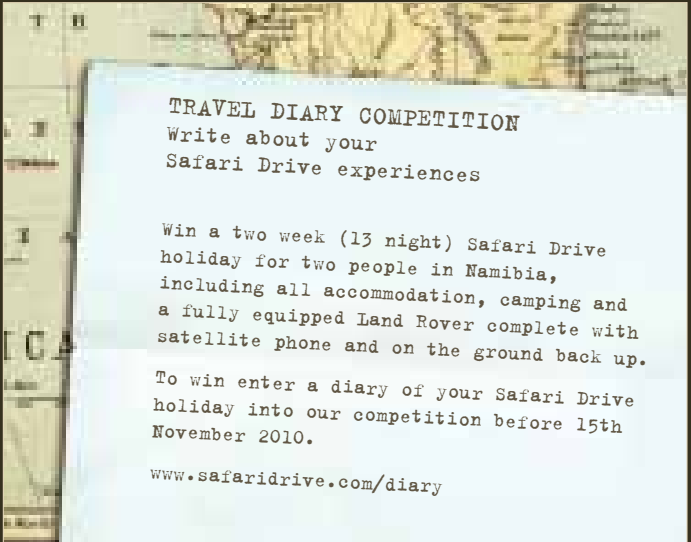 TRAVEL DIARY COMPETITION
Write about your
Safari Drive experiences
Win a two week (13 night) Safari Drive
holiday for two people in Namibia,
including all accommodation, camping and
a fully equipped Land Rover complete with
satellite phone and on the ground back up.
To win enter a diary of your Safari Drive
holiday into our competition before 15th
November 2010.
www.safaridrive.com/diary